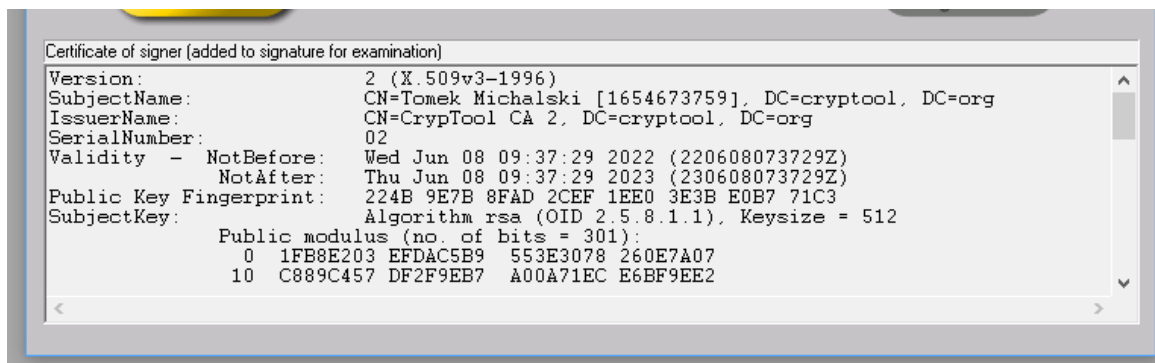 Certificate of signer (added to signature for examination)
Version: 2 (X.509v3-1996)
SubjectName: CN=Tomek Michalski [1654673759], DC=cryptool, DC=org
IssuerName: CN=CrypTool CA 2, DC=cryptool, DC=org
SerialNumber: 02
Validity - NotBefore: Wed Jun 08 09:37:29 2022 (220608073729Z)
NotAfter: Thu Jun 08 09:37:29 2023 (230608073729Z)
Public Key Fingerprint: 224B 9E7B 8FAD 2CEF 1EE0 3E3B E0B7 71C3
SubjectKey: Algorithm rsa (OID 2.5.8.1.1), Keysize = 512
Public modulus (no. of bits = 301):
0 1FB8E203 EFDAC5B9 553E3078 260E7A07
10 C889C457 DF2F9EB7 A00A71EC E6BF9EE2